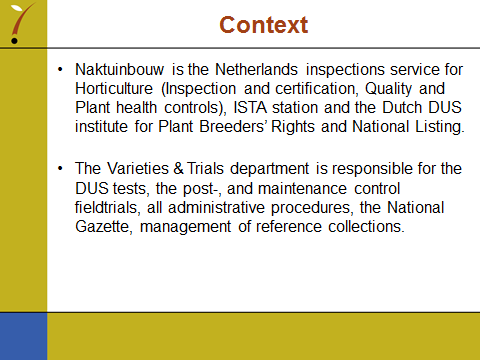 Context
• Naktuinbouw is the Netherlands inspections service for
Horticulture (Inspection and certification, Quality and
Plant health controls), ISTA station and the Dutch DUS
institute for Plant Breeders’ Rights and National Listing.
• The Varieties & Trials department is responsible for the
DUS tests, the post-, and maintenance control
fieldtrials, all administrative procedures, the National
Gazette, management of reference collections.